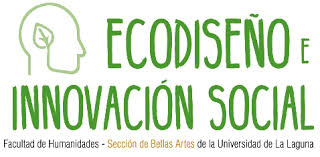 ECODISEÑO E
INNOVACIÓN SOCIAL
Facultad de Humanidades - Sección de Bellas Artes de la Universidad de La Laguna